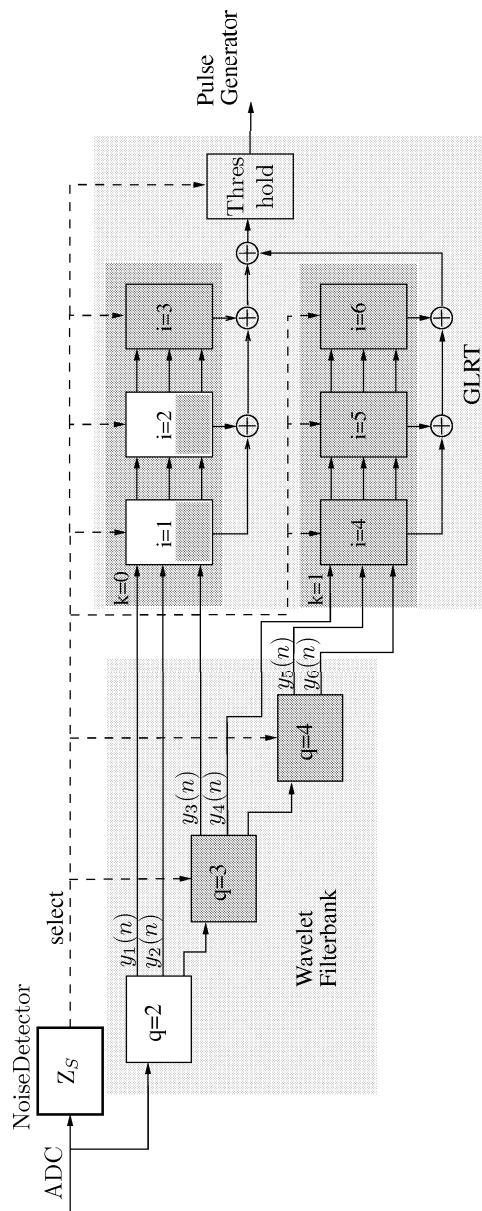 ADC
NoiseDetector
Z_S
select
q=2
y_1(n)
y_2(n)
q=3
y_3(n)
y_4(n)
q=4
y_5(n)
y_6(n)
Wavelet
Filterbank
k=0
i=1
i=2
i=3
k=1
i=4
i=5
i=6
GLRT
Thres
hold
Pulse
Generator